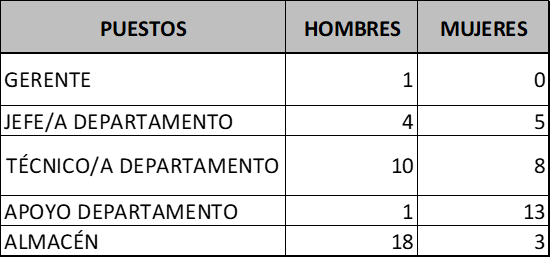 PUESTOS HOMBRES MUJERES
GERENTE 1 0
JEFE/A DEPARTAMENTO 4 5
TÉCNICO/A DEPARTAMENTO 10 8
APOYO DEPARTAMENTO 1 13
ALMACÉN 18 3